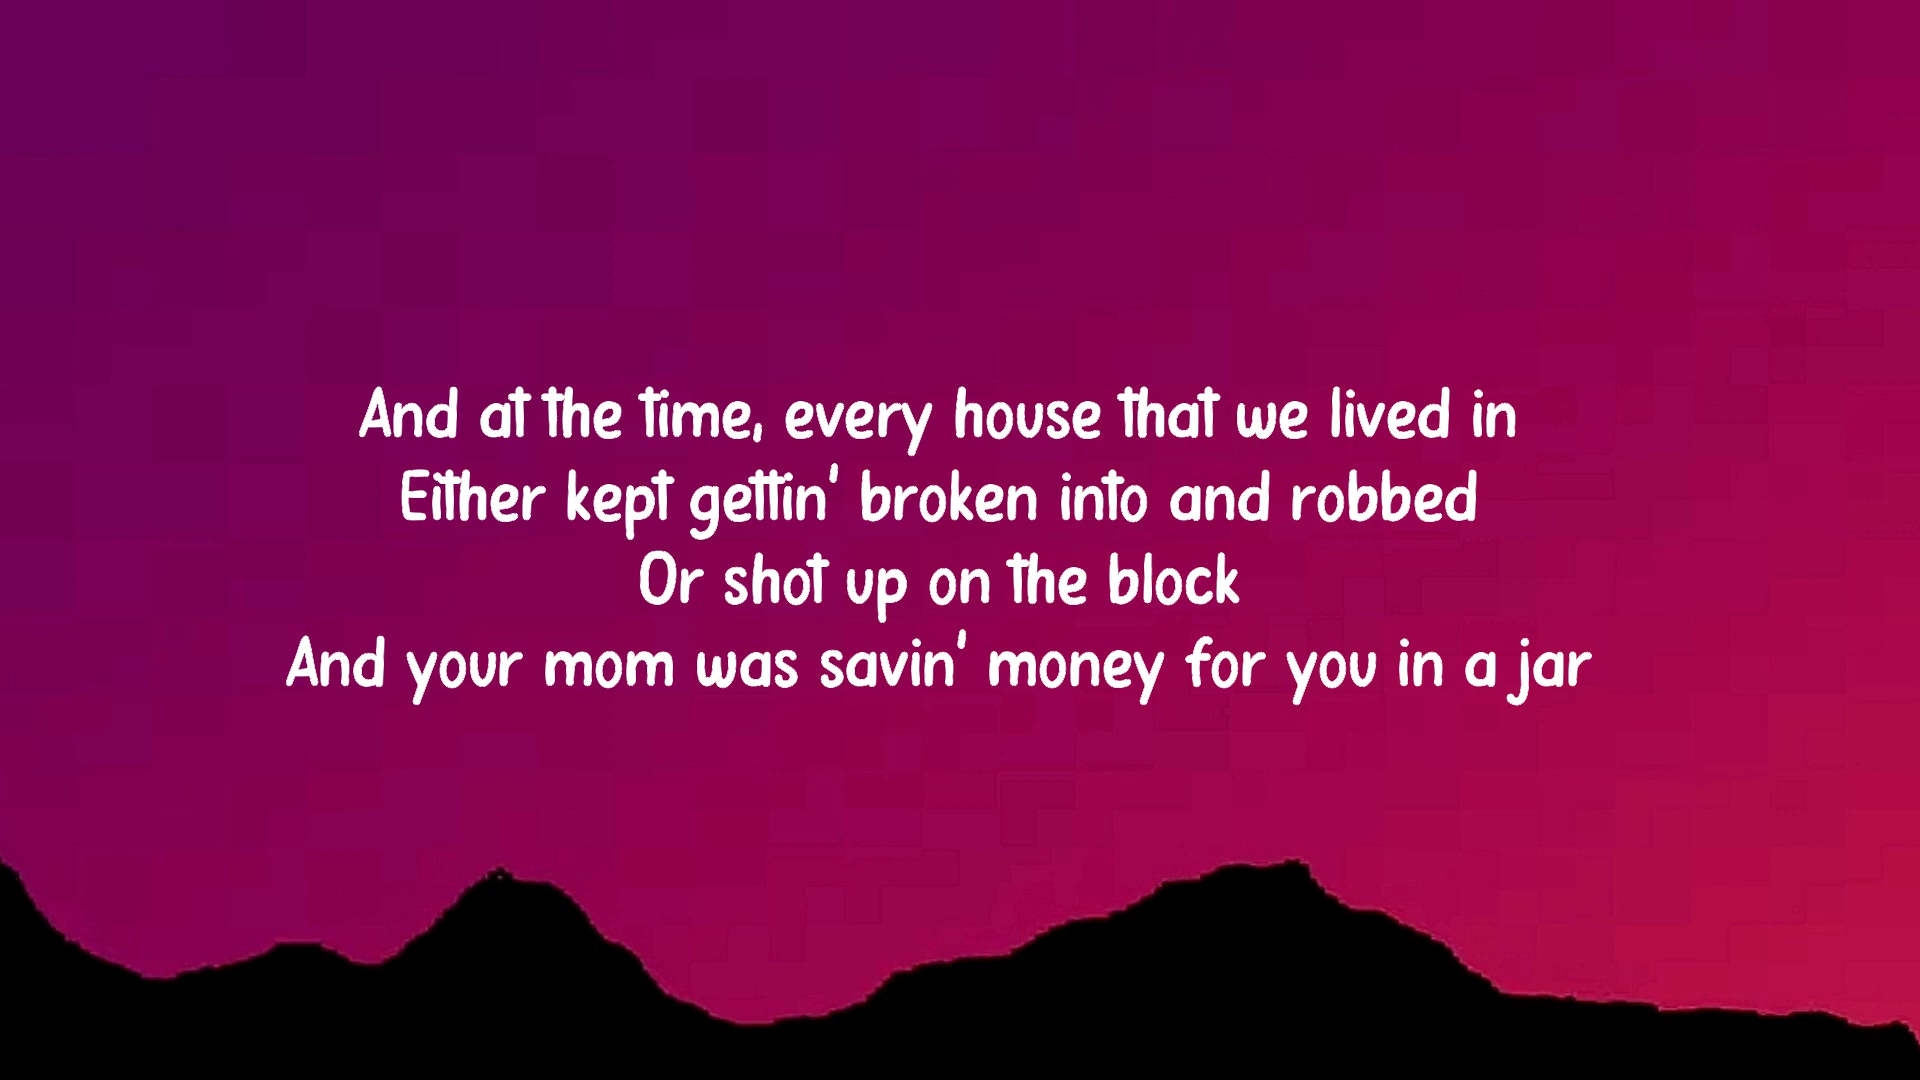 And at the time, every house that we lived in
Either kept gettin' broken into and robbed
Or shot up on the block
And your mom was savin' money for you in a jar